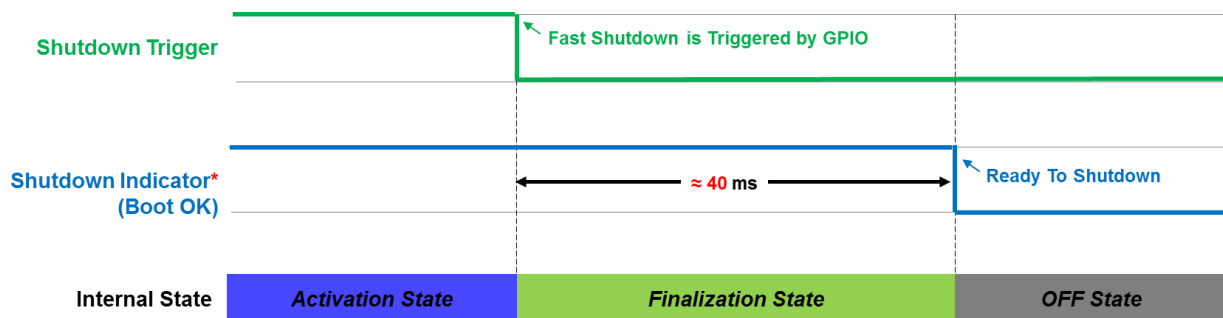 Shutdown Trigger
Fast Shutdown is Triggered by GPIO
Shutdown Indicator*
(Boot OK)
≈ 40 ms
Ready To Shutdown
Internal State
Activation State
Finalization State
OFF State